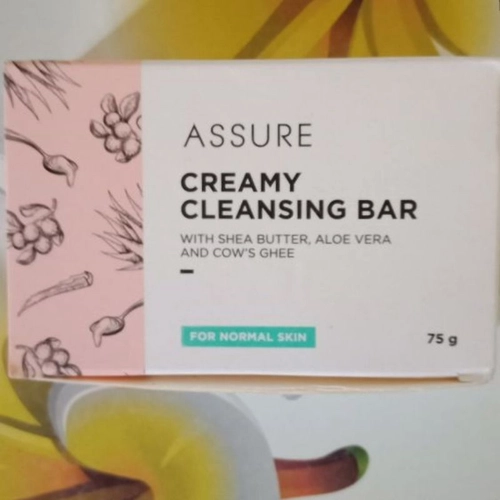 ASSURE
CREAMY
CLEANSING BAR
WITH SHEA BUTTER, ALOE VERA
AND COW'S GHEE
FOR NORMAL SKIN
75 g